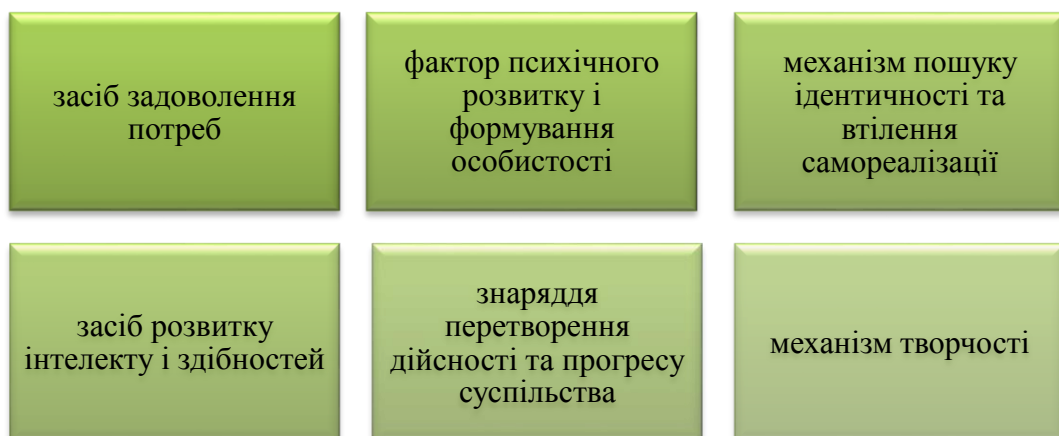 засіб задоволення
потреб
фактор психічного
розвитку і
формування
особистості
механізм пошуку
ідентичності та
втілення
самореалізації
засіб розвитку
інтелекту і здібностей
знаряддя
перетворення
дійсності та прогресу
суспільства
механізм творчості